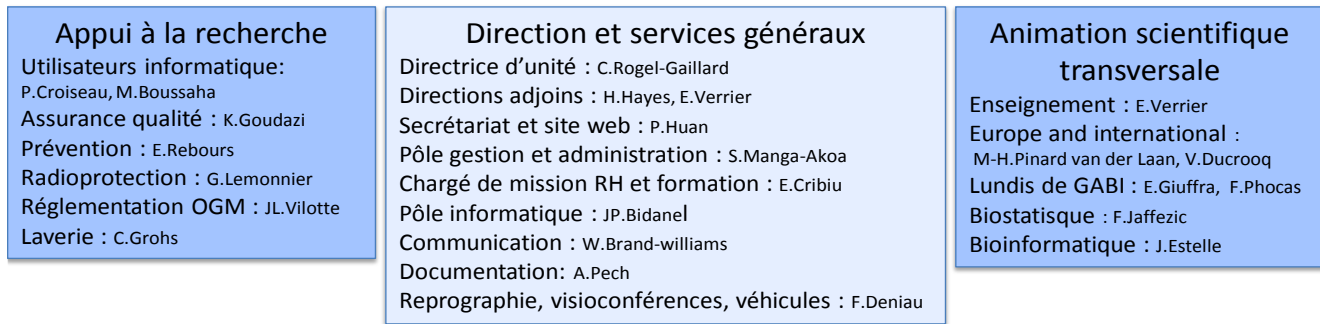 Appui à la recherche
Utilisateurs informatique:
P.Croiseau, M.Boussaha
Assurance qualité : K.Goudazi
Prévention : E.Rebours
Radioprotection : G.Lemonnier
Réglementation OGM : JL.Vilotte
Laverie : C.Grohs
Direction et services généraux
Directrice d'unité : C.Rogel-Gaillard
Directions adjoins : H.Hayes, E.Verrier
Secrétariat et site web : P.Huan
Pôle gestion et administration : S.Manga-Akoa
Chargé de mission RH et formation : E.Cribiu
Pôle informatique : JP.Bidanel
Communication : W.Brand-williams
Documentation: A.Pech
Reprographie, visioconférences, véhicules : F.Deniau
Animation scientifique
transversale
Enseignement : E.Verrier
Europe and international :
M-H.Pinard van der Laan, V.Ducrooq
Lundis de GABI : E.Giuffra, F.Phocas
Biostatisque : F.Jaffezic
Bioinformatique : J.Estelle